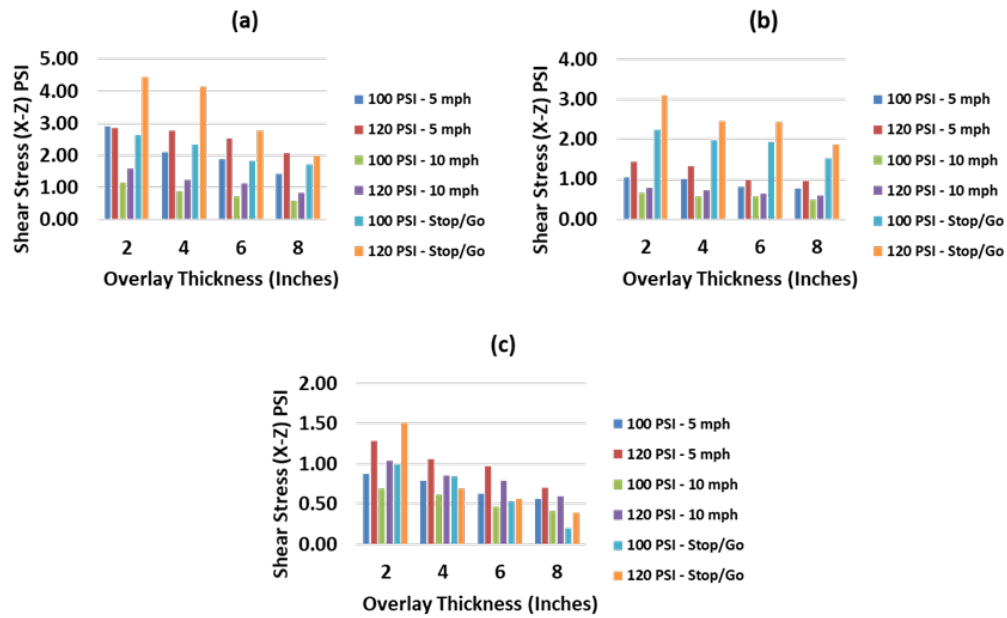 (a)
Shear Stress (X-Z) PSI
5.00
4.00
3.00
2.00
1.00
0.00
2 4 6 8
Overlay Thickness (Inches)
100 PSI - 5 mph
120 PSI - 5 mph
100 PSI - 10 mph
120 PSI - 10 mph
100 PSI - Stop/Go
120 PSI - Stop/Go
(b)
Shear Stress (X-Z) PSI
4.00
3.00
2.00
1.00
0.00
2 4 6 8
Overlay Thickness (Inches)
100 PSI - 5 mph
120 PSI - 5 mph
100 PSI - 10 mph
120 PSI - 10 mph
100 PSI - Stop/Go
120 PSI - Stop/Go
(c)
Shear Stress (X-Z) PSI
2.00
1.50
1.00
0.50
0.00
2 4 6 8
Overlay Thickness (Inches)
100 PSI - 5 mph
120 PSI - 5 mph
100 PSI - 10 mph
120 PSI - 10 mph
100 PSI - Stop/Go
120 PSI - Stop/Go